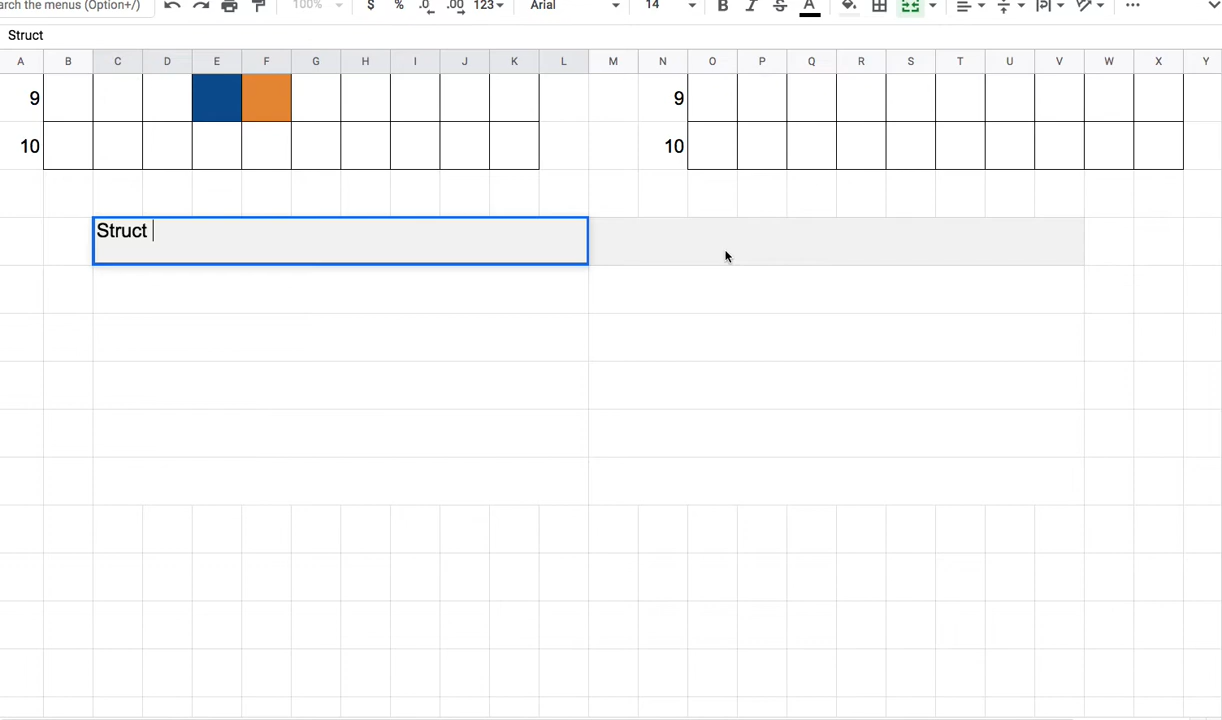 arch the menus (Option+/) 100% $ % .0 .00 123 Arial 14 B I S A
Struct
A B C D E F G H I J K L M N O P Q R S T U V W X Y
9 9
10 10
Struct